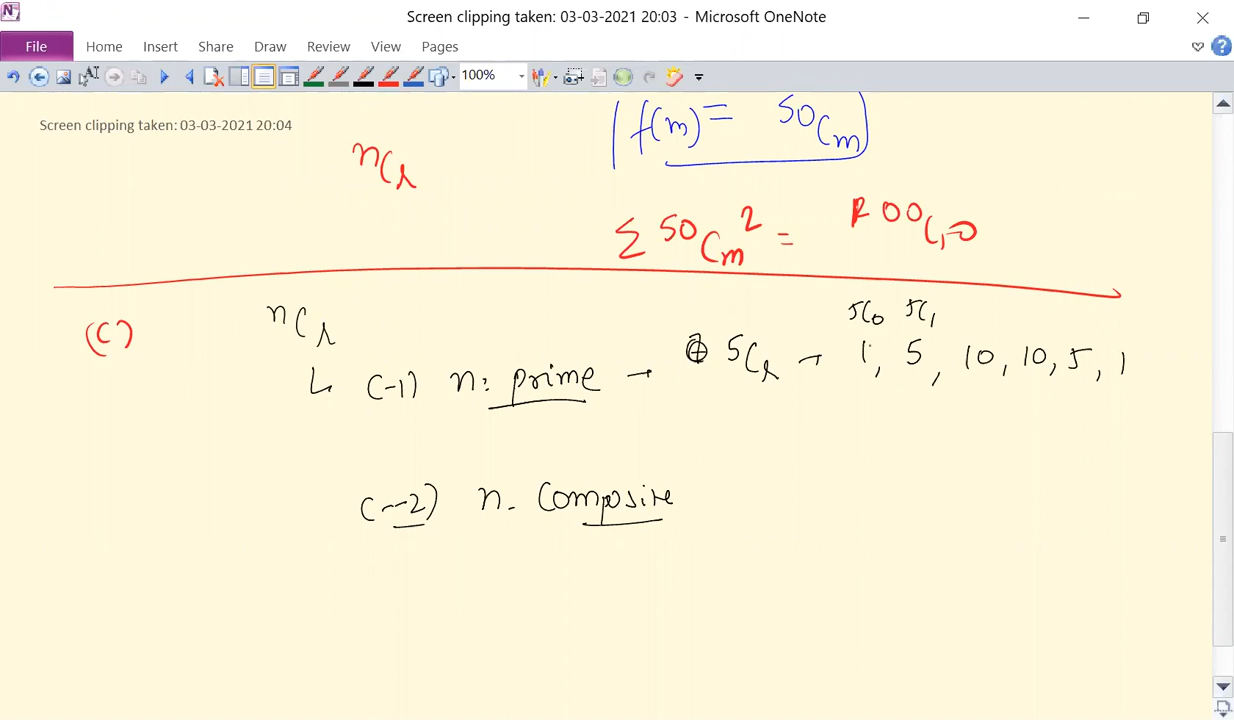 Screen clipping taken: 03-03-2021 20:03 - Microsoft OneNote
File Home Insert Share Draw Review View Pages
100%
Screen clipping taken: 03-03-2021 20:04
f(m) = 50Cm
nCr
Σ 50Cm² =
(C) nCr
5C0 5C1
(-1) n: prime → 5Cr → 1, 5, 10, 10, 5, 1
(-2) n. Composite